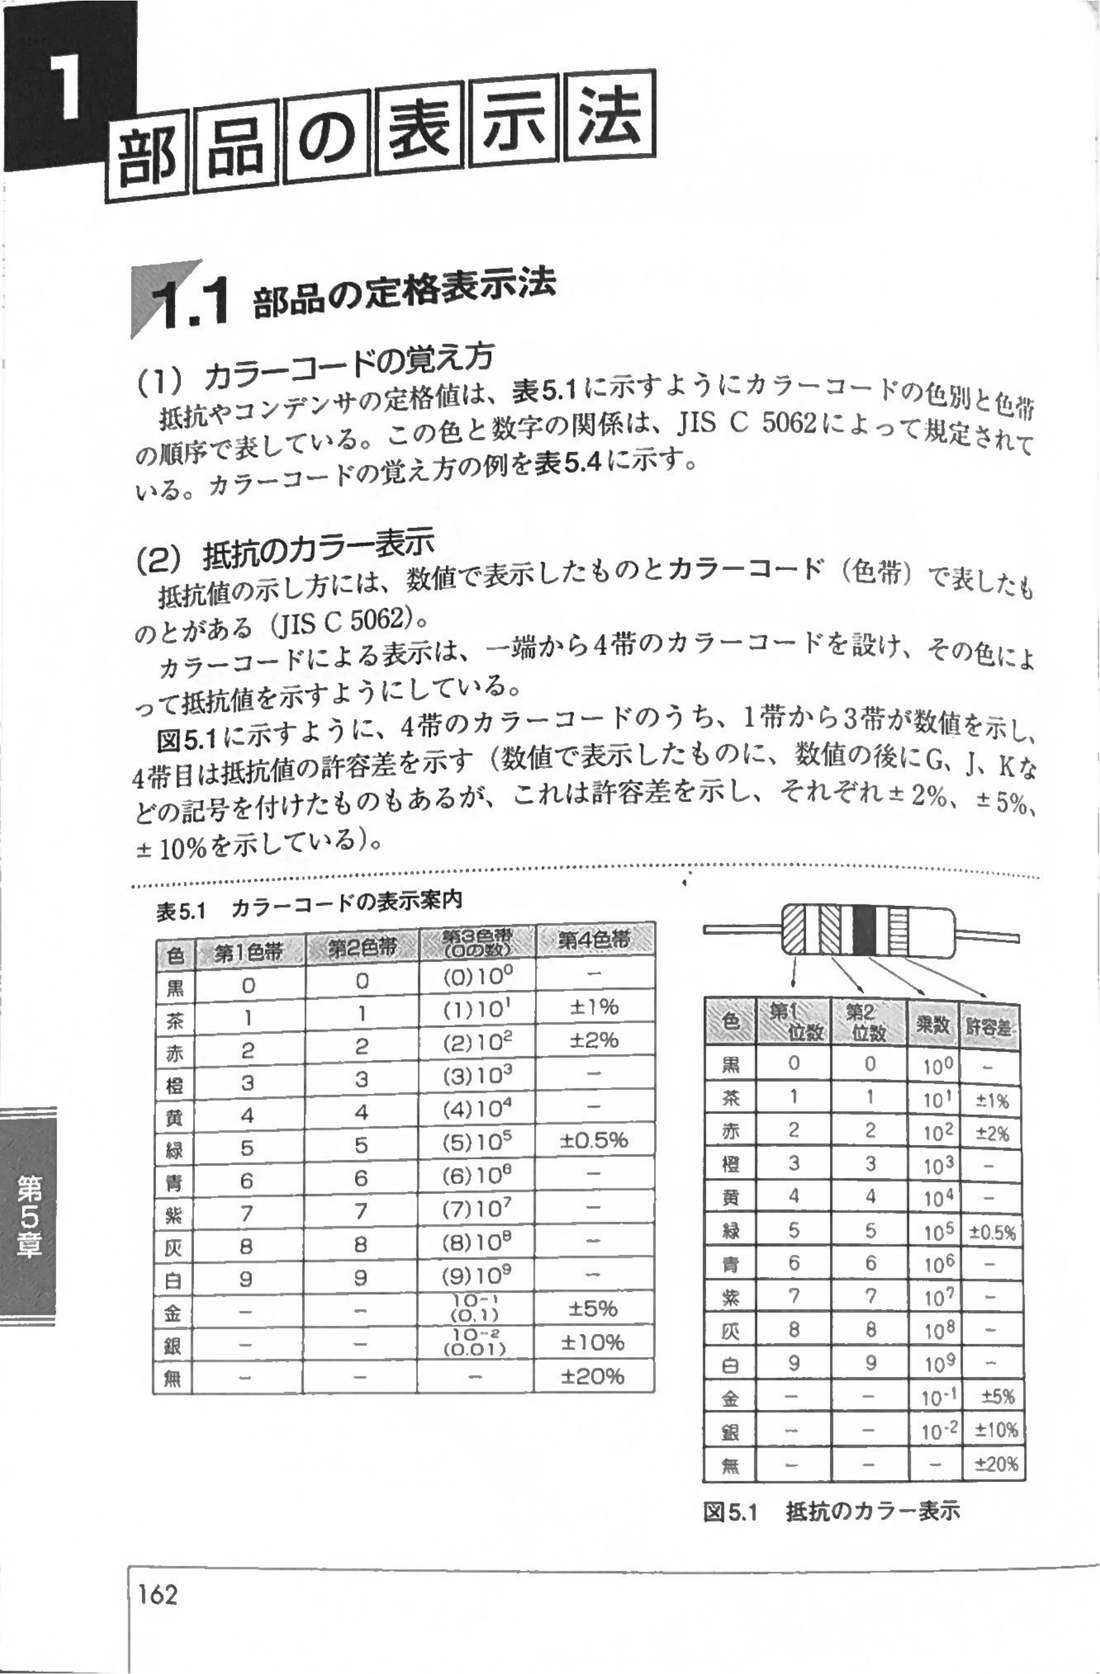 1
部品の表示法
1.1 部品の定格表示法
(1) カラーコードの覚え方
抵抗やコンデンサの定格値は、表5.1に示すようにカラーコードの色別と色帯
の順序で表している。この色と数字の関係は、JIS C 5062によって規定されて
いる。カラーコードの覚え方の例を表5.4に示す。
(2) 抵抗のカラー表示
抵抗値の示し方には、数値で表示したものとカラーコード（色帯）で表したも
のとがある（JIS C 5062）。
カラーコードによる表示は、一端から4帯のカラーコードを設け、その色によ
って抵抗値を示すようにしている。
図5.1に示すように、4帯のカラーコードのうち、1帯から3帯が数値を示し、
4帯目は抵抗値の許容差を示す（数値で表示したものに、数値の後にG、J、Kな
どの記号を付けたものもあるが、これは許容差を示し、それぞれ±2%、±5%、
±10%を示している）。
表5.1 カラーコードの表示案内
色 第1色帯 第2色帯 第3色帯(0の数) 第4色帯
黒 0 0 (0)10⁰ －
茶 1 1 (1)10¹ ±1%
赤 2 2 (2)10² ±2%
橙 3 3 (3)10³ －
黄 4 4 (4)10⁴ －
緑 5 5 (5)10⁵ ±0.5%
青 6 6 (6)10⁶ －
紫 7 7 (7)10⁷ －
灰 8 8 (8)10⁸ －
白 9 9 (9)10⁹ －
金 － － 10⁻¹(0.1) ±5%
銀 － － 10⁻²(0.01) ±10%
無 － － － ±20%
色 第1位数 第2位数 乗数 許容差
黒 0 0 10⁰ －
茶 1 1 10¹ ±1%
赤 2 2 10² ±2%
橙 3 3 10³ －
黄 4 4 10⁴ －
緑 5 5 10⁵ ±0.5%
青 6 6 10⁶ －
紫 7 7 10⁷ －
灰 8 8 10⁸ －
白 9 9 10⁹ －
金 － － 10⁻¹ ±5%
銀 － － 10⁻² ±10%
無 － － － ±20%
図5.1 抵抗のカラー表示
第5章
162